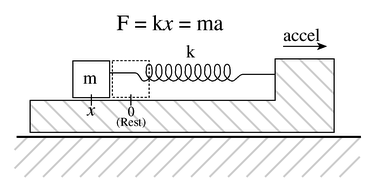 F = kx = ma
accel
k
m
x
0
(Rest)